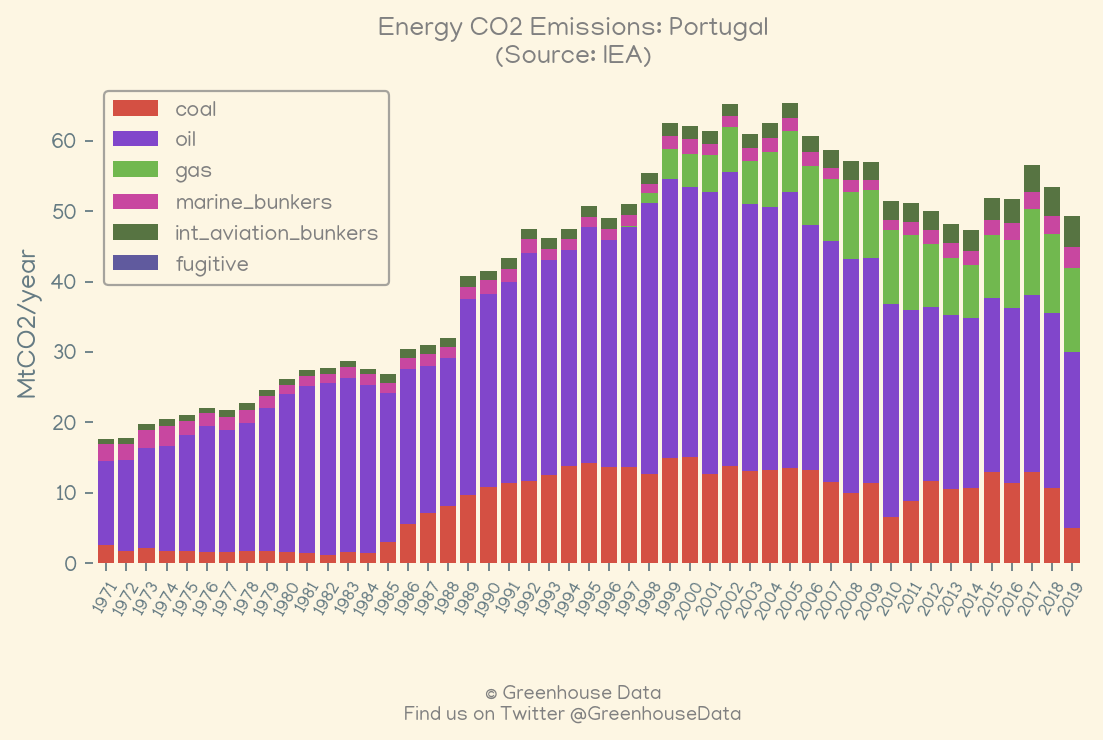 Energy CO2 Emissions: Portugal
(Source: IEA)
coal
oil
gas
marine_bunkers
int_aviation_bunkers
fugitive
MtCO2/year
60
50
40
30
20
10
0
1971 1972 1973 1974 1975 1976 1977 1978 1979 1980 1981 1982 1983 1984 1985 1986 1987 1988 1989 1990 1991 1992 1993 1994 1995 1996 1997 1998 1999 2000 2001 2002 2003 2004 2005 2006 2007 2008 2009 2010 2011 2012 2013 2014 2015 2016 2017 2018 2019
© Greenhouse Data
Find us on Twitter @GreenhouseData